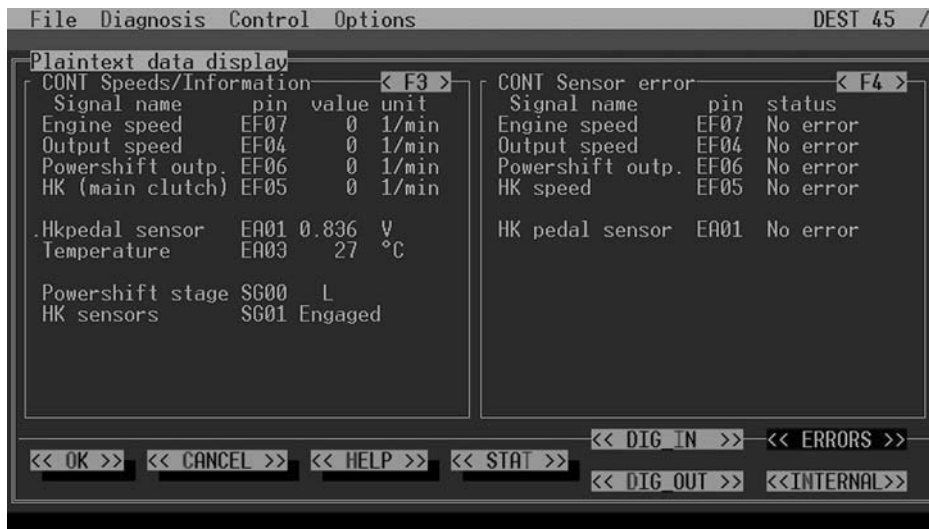 File Diagnosis Control Options DEST 45 /
Plaintext data display
CONT Speeds/Information < F3 >
Signal name pin value unit
Engine speed EF07 0 1/min
Output speed EF04 0 1/min
Powershift outp. EF06 0 1/min
HK (main clutch) EF05 0 1/min
.Hkpedal sensor EA01 0.836 V
Temperature EA03 27 °C
Powershift stage SG00 L
HK sensors SG01 Engaged
CONT Sensor error < F4 >
Signal name pin status
Engine speed EF07 No error
Output speed EF04 No error
Powershift outp. EF06 No error
HK speed EF05 No error
HK pedal sensor EA01 No error
<< DIG_IN >> << ERRORS >>
<< OK >> << CANCEL >> << HELP >> << STAT >>
<< DIG_OUT >> <<INTERNAL>>